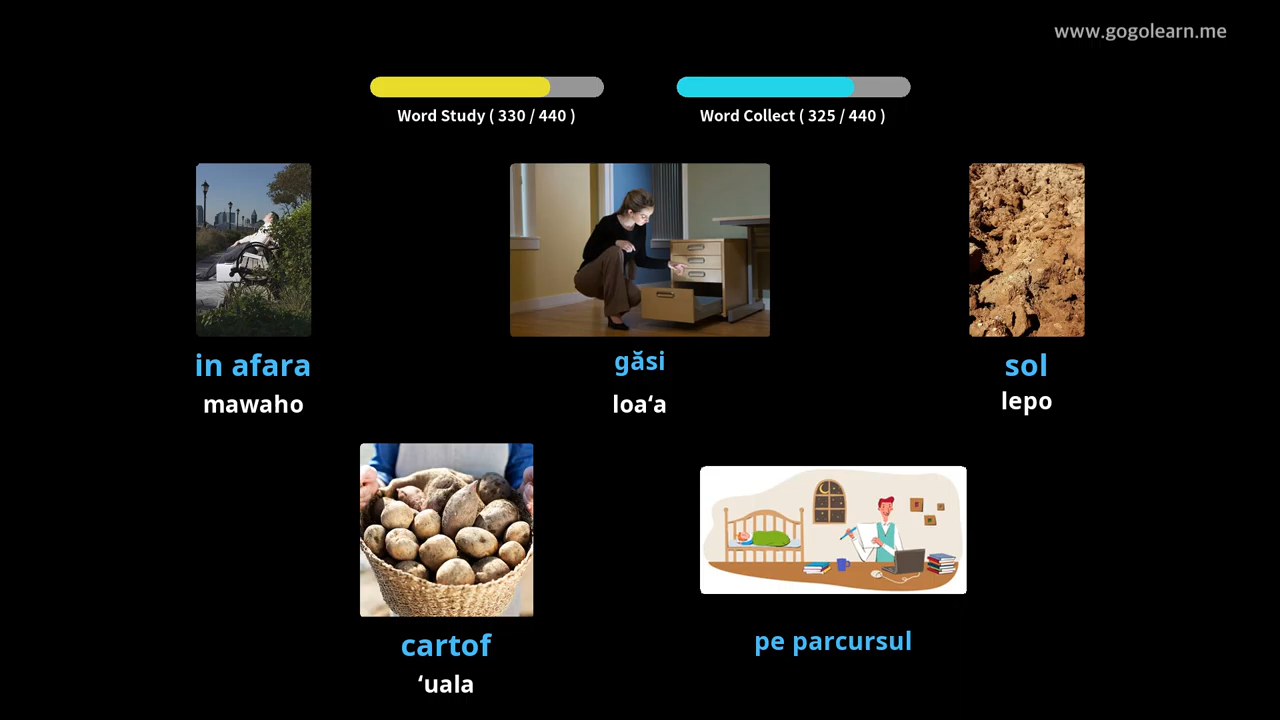 www.gogolearn.me
Word Study ( 330 / 440 )
Word Collect ( 325 / 440 )
in afara
mawaho
găsi
loaʻa
sol
lepo
cartof
ʻuala
pe parcursul